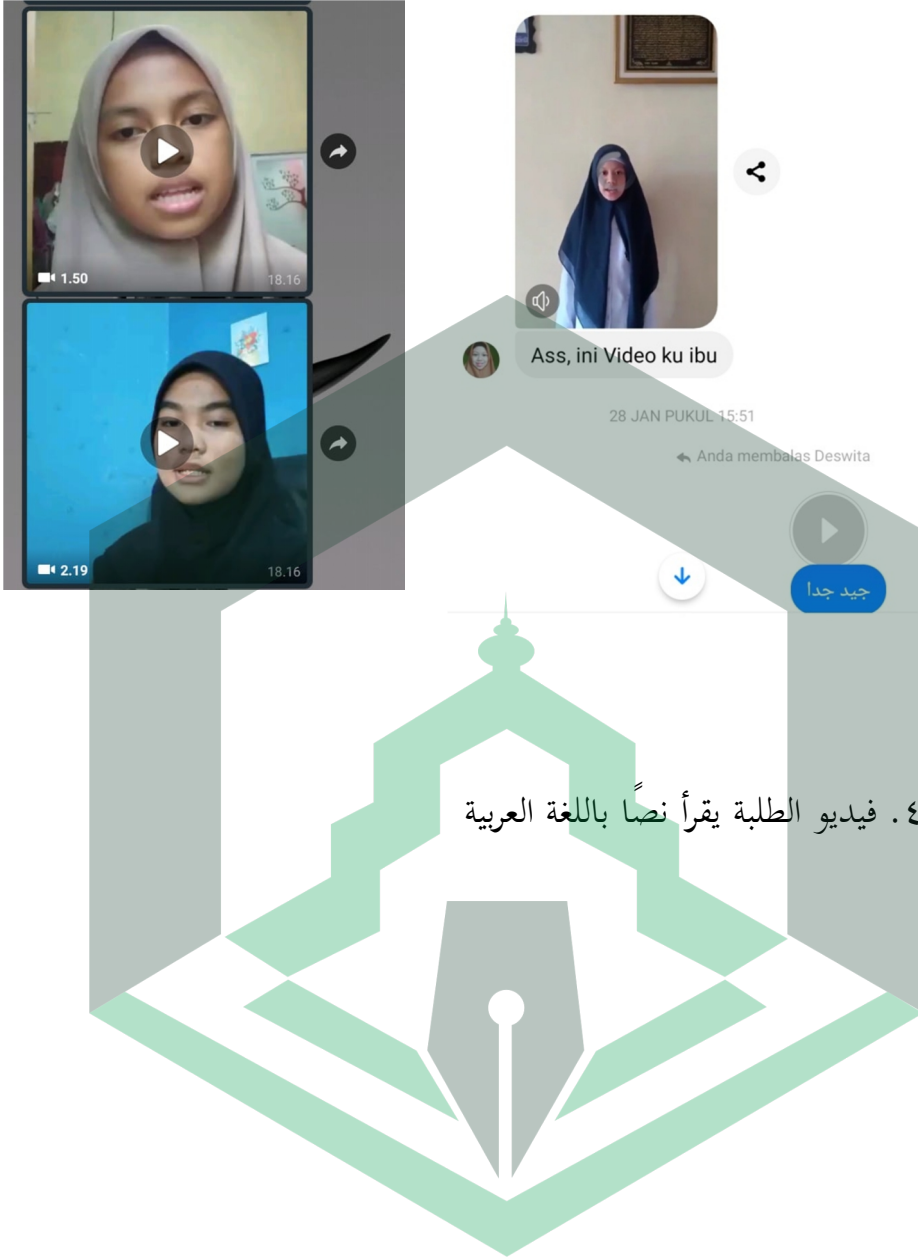 1.50
18.16
2.19
18.16
Ass, ini Video ku ibu
28 JAN PUKUL 15:51
Anda membalas Deswita
جيد جدا
٤. فيديو الطلبة يقرأ نصًا باللغة العربية